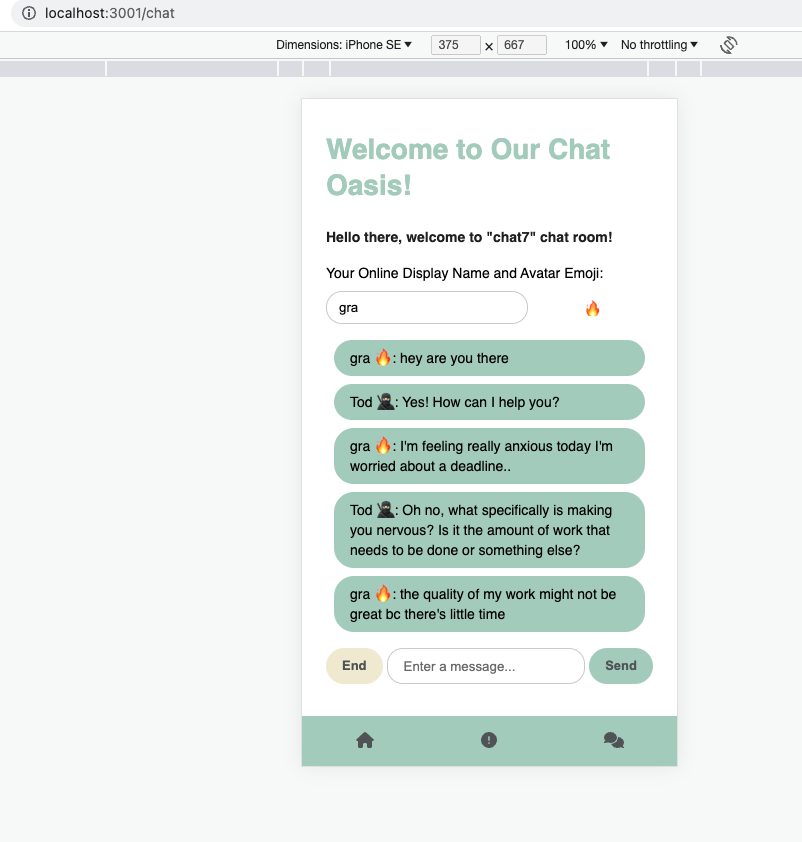 localhost:3001/chat
Dimensions: iPhone SE ▼ 375 × 667 100% ▼ No throttling ▼
Welcome to Our Chat
Oasis!
Hello there, welcome to "chat7" chat room!
Your Online Display Name and Avatar Emoji:
gra 🔥
gra 🔥: hey are you there
Tod 🥷: Yes! How can I help you?
gra 🔥: I'm feeling really anxious today I'm
worried about a deadline..
Tod 🥷: Oh no, what specifically is making
you nervous? Is it the amount of work that
needs to be done or something else?
gra 🔥: the quality of my work might not be
great bc there's little time
End Enter a message... Send